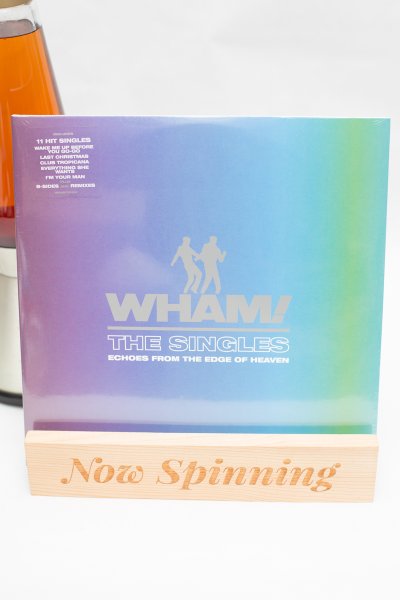 11 HIT SINGLES
WAKE ME UP BEFORE
YOU GO-GO
LAST CHRISTMAS
CLUB TROPICANA
EVERYTHING SHE
WANTS
I'M YOUR MAN
B-SIDES AND REMIXES
WHAM!
THE SINGLES
ECHOES FROM THE EDGE OF HEAVEN
Now Spinning